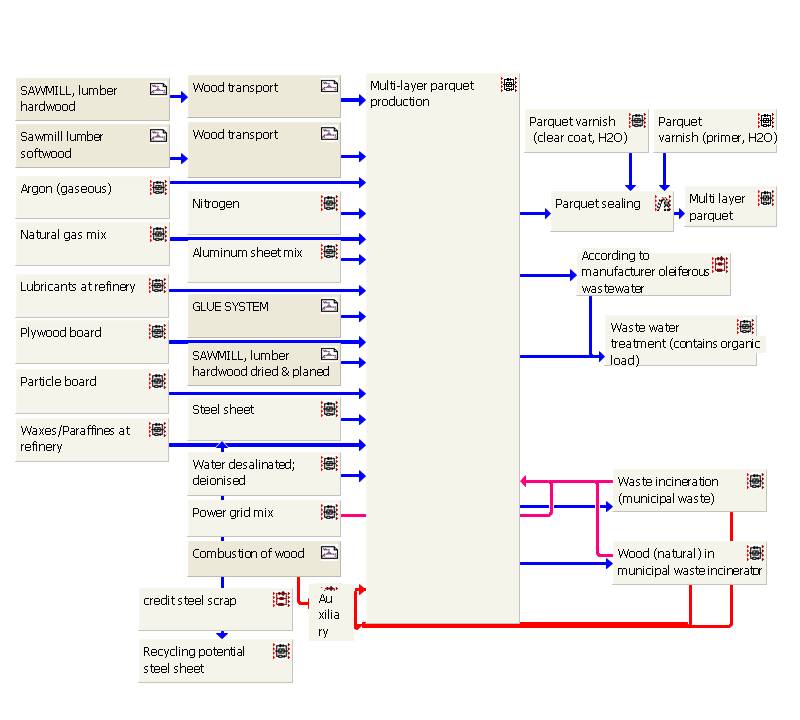 SAWMILL, lumber
hardwood
Wood transport
Multi-layer parquet
production
Sawmill lumber
softwood
Wood transport
Parquet varnish
(clear coat, H2O)
Parquet
varnish (primer, H2O)
Argon (gaseous)
Nitrogen
Parquet sealing
Multi layer
parquet
Natural gas mix
Aluminum sheet mix
According to
manufacturer oleiferous
wastewater
Lubricants at refinery
GLUE SYSTEM
Plywood board
SAWMILL, lumber
hardwood dried & planed
Waste water
treatment (contains organic
load)
Particle board
Steel sheet
Waxes/Paraffines at
refinery
Water desalinated;
deionised
Waste incineration
(municipal waste)
Power grid mix
Combustion of wood
Wood (natural) in
municipal waste incinerator
credit steel scrap
Au
xilia
ry
Recycling potential
steel sheet